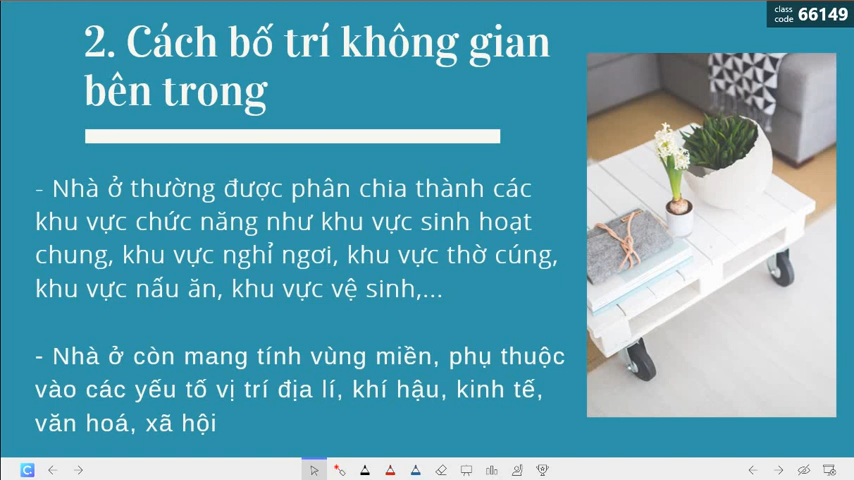 class
code 66149
2. Cách bố trí không gian
bên trong
- Nhà ở thường được phân chia thành các
khu vực chức năng như khu vực sinh hoạt
chung, khu vực nghỉ ngơi, khu vực thờ cúng,
khu vực nấu ăn, khu vực vệ sinh,...
- Nhà ở còn mang tính vùng miền, phụ thuộc
vào các yếu tố vị trí địa lí, khí hậu, kinh tế,
văn hoá, xã hội